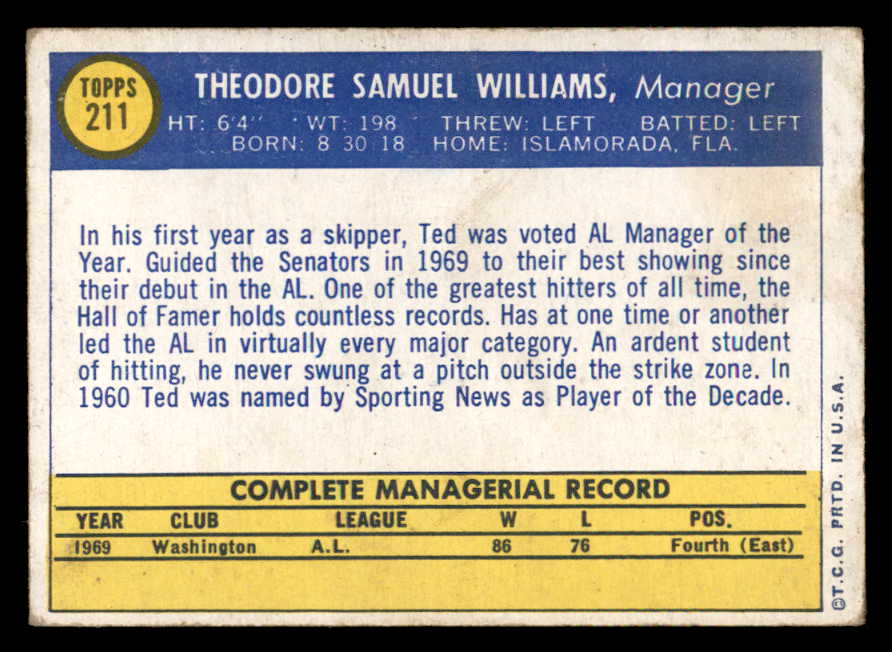 TOPPS
211
THEODORE SAMUEL WILLIAMS, Manager
HT: 6'4" WT: 198 THREW: LEFT BATTED: LEFT
BORN: 8 30 18 HOME: ISLAMORADA, FLA.
In his first year as a skipper, Ted was voted AL Manager of the
Year. Guided the Senators in 1969 to their best showing since
their debut in the AL. One of the greatest hitters of all time, the
Hall of Famer holds countless records. Has at one time or another
led the AL in virtually every major category. An ardent student
of hitting, he never swung at a pitch outside the strike zone. In
1960 Ted was named by Sporting News as Player of the Decade.
COMPLETE MANAGERIAL RECORD
YEAR CLUB LEAGUE W L POS.
1969 Washington A.L. 86 76 Fourth (East)
©T.C.G. PRTD. IN U.S.A.